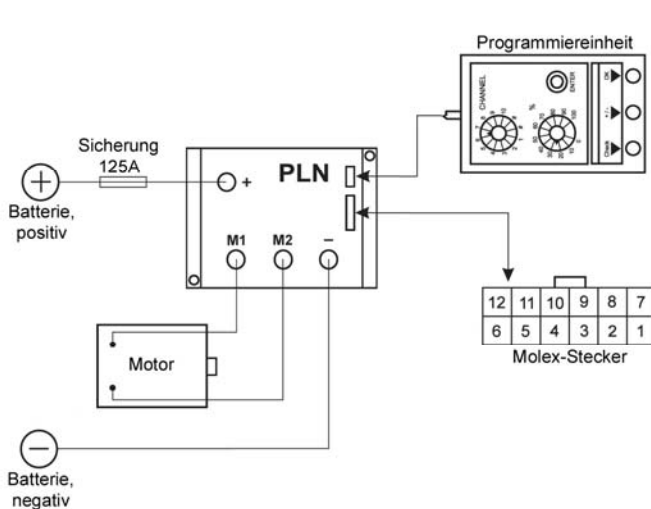 Programmiereinheit
CHANNEL
%
ENTER
OK
+/-
Check
Sicherung
125A
PLN
+
Batterie,
positiv
M1 M2 –
12 11 10 9 8 7
6 5 4 3 2 1
Molex-Stecker
Motor
Batterie,
negativ